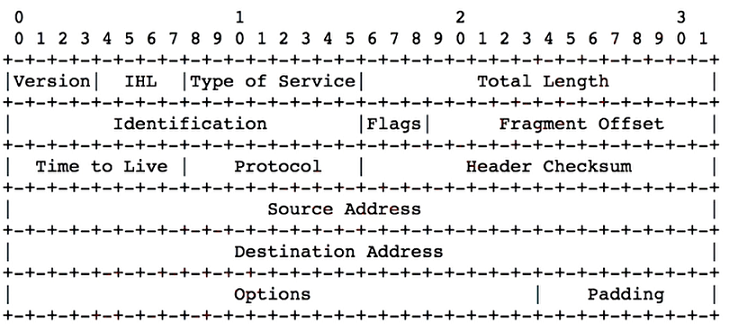 0                   1                   2                   3
 0 1 2 3 4 5 6 7 8 9 0 1 2 3 4 5 6 7 8 9 0 1 2 3 4 5 6 7 8 9 0 1
+-+-+-+-+-+-+-+-+-+-+-+-+-+-+-+-+-+-+-+-+-+-+-+-+-+-+-+-+-+-+-+-+
|Version|  IHL  |Type of Service|          Total Length         |
+-+-+-+-+-+-+-+-+-+-+-+-+-+-+-+-+-+-+-+-+-+-+-+-+-+-+-+-+-+-+-+-+
|         Identification        |Flags|      Fragment Offset    |
+-+-+-+-+-+-+-+-+-+-+-+-+-+-+-+-+-+-+-+-+-+-+-+-+-+-+-+-+-+-+-+-+
|  Time to Live |    Protocol   |         Header Checksum       |
+-+-+-+-+-+-+-+-+-+-+-+-+-+-+-+-+-+-+-+-+-+-+-+-+-+-+-+-+-+-+-+-+
|                       Source Address                          |
+-+-+-+-+-+-+-+-+-+-+-+-+-+-+-+-+-+-+-+-+-+-+-+-+-+-+-+-+-+-+-+-+
|                    Destination Address                        |
+-+-+-+-+-+-+-+-+-+-+-+-+-+-+-+-+-+-+-+-+-+-+-+-+-+-+-+-+-+-+-+-+
|                    Options                    |    Padding    |
+-+-+-+-+-+-+-+-+-+-+-+-+-+-+-+-+-+-+-+-+-+-+-+-+-+-+-+-+-+-+-+-+